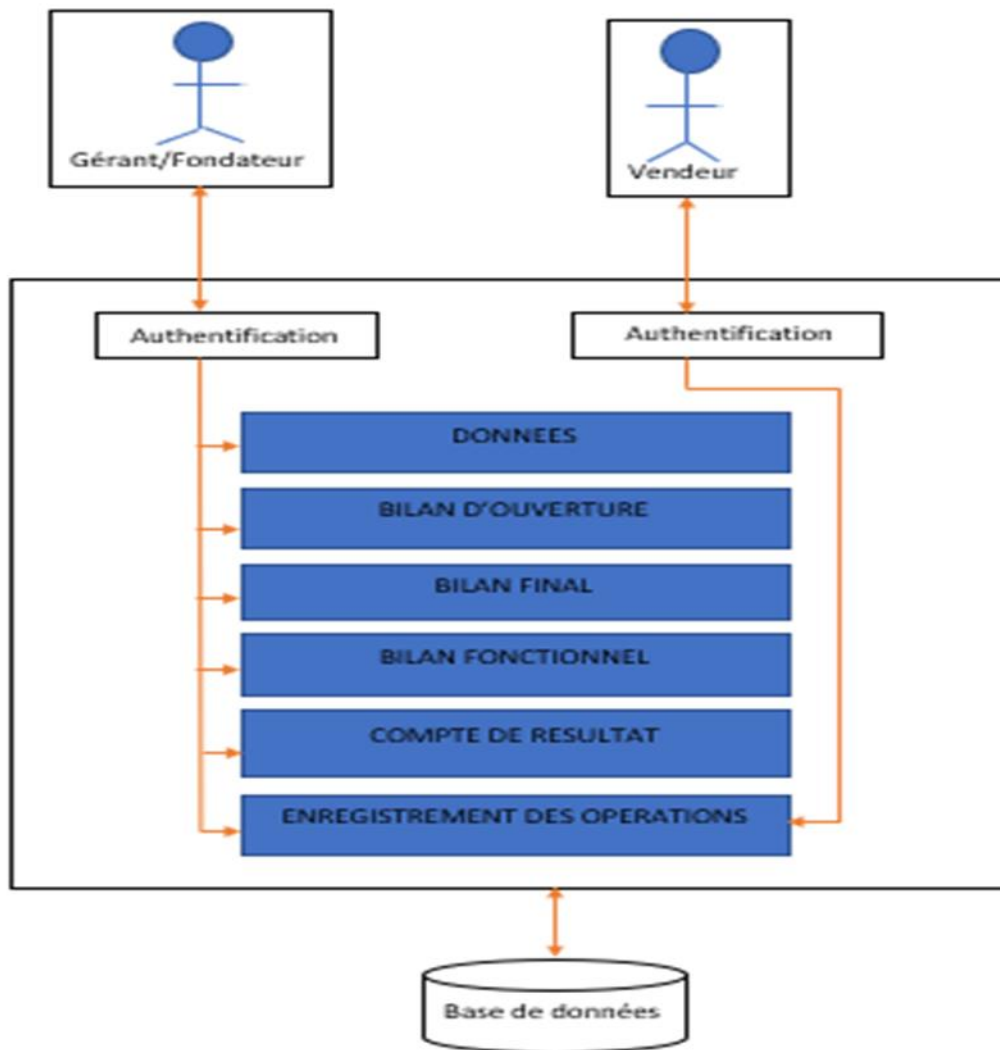 Gérant/Fondateur
Vendeur
Authentification
Authentification
DONNEES
BILAN D'OUVERTURE
BILAN FINAL
BILAN FONCTIONNEL
COMPTE DE RESULTAT
ENREGISTREMENT DES OPERATIONS
Base de données